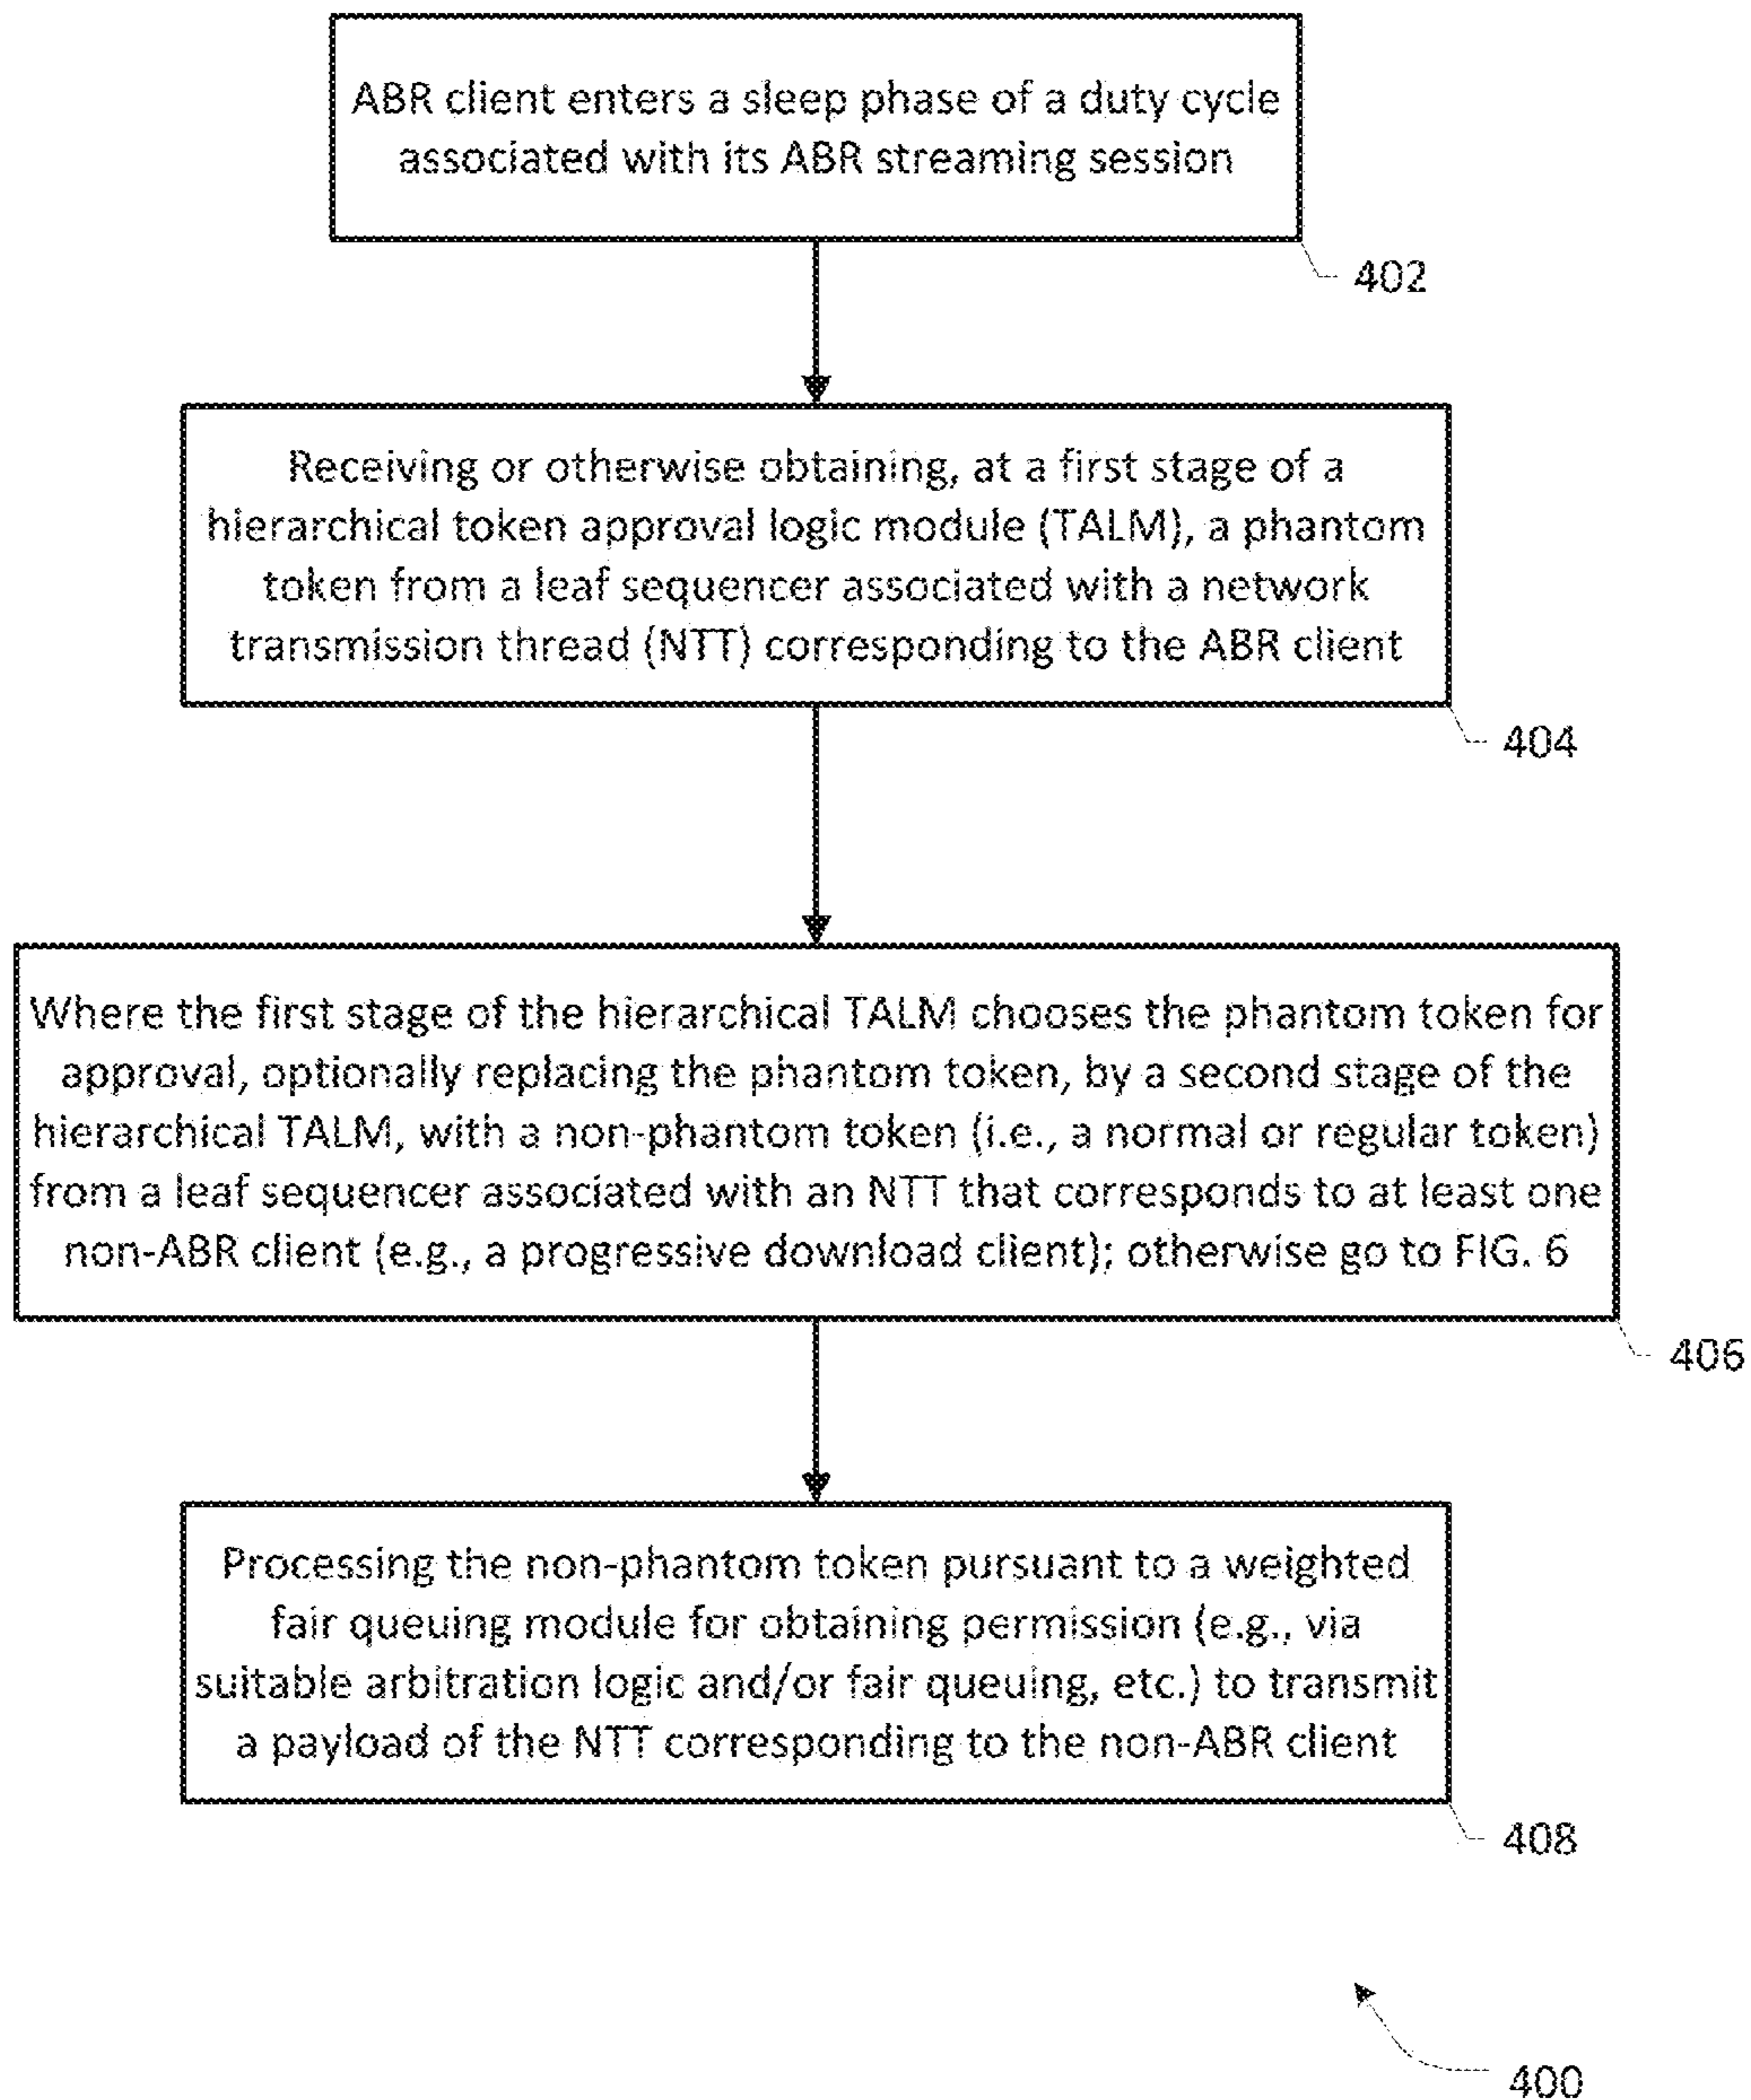 ABR client enters a sleep phase of a duty cycle
associated with its ABR streaming session
402
Receiving or otherwise obtaining, at a first stage of a
hierarchical token approval logic module (TALM), a phantom
token from a leaf sequencer associated with a network
transmission thread (NTT) corresponding to the ABR client
404
Where the first stage of the hierarchical TALM chooses the phantom token for
approval, optionally replacing the phantom token, by a second stage of the
hierarchical TALM, with a non-phantom token (i.e., a normal or regular token)
from a leaf sequencer associated with an NTT that corresponds to at least one
non-ABR client (e.g., a progressive download client); otherwise go to FIG. 6
406
Processing the non-phantom token pursuant to a weighted
fair queuing module for obtaining permission (e.g., via
suitable arbitration logic and/or fair queuing, etc.) to transmit
a payload of the NTT corresponding to the non-ABR client
408
400